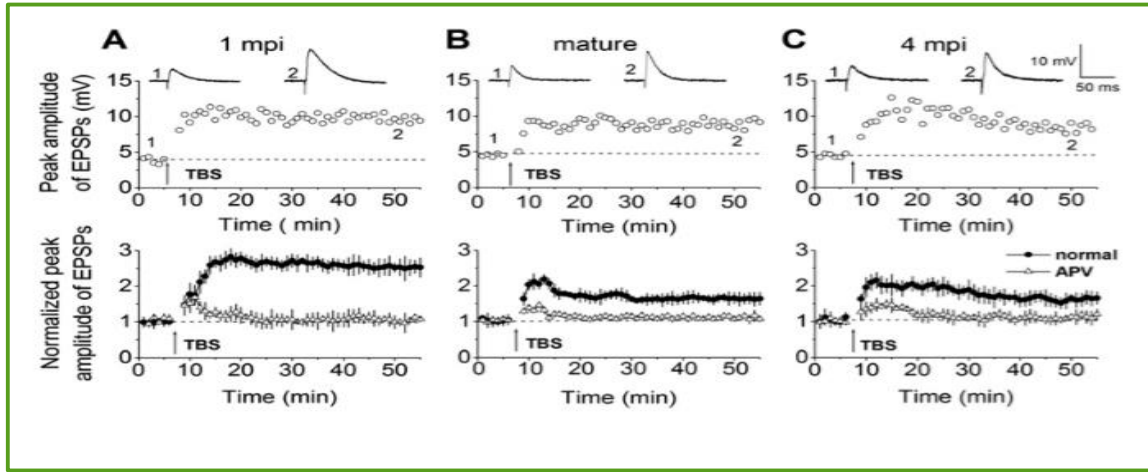 A 1 mpi
B mature
C 4 mpi
1 2
1 2
1 2
10 mV
50 ms
Peak amplitude
of EPSPs (mV)
15
10
5
0
1 2
TBS
0 10 20 30 40 50
Time ( min)
15
10
5
0
1 2
TBS
0 10 20 30 40 50
Time (min)
15
10
5
0
1 2
TBS
0 10 20 30 40 50
Time (min)
Normalized peak
amplitude of EPSPs
3
2
1
0
TBS
0 10 20 30 40 50
Time (min)
3
2
1
0
TBS
0 10 20 30 40 50
Time (min)
3
2
1
0
normal
APV
TBS
0 10 20 30 40 50
Time (min)